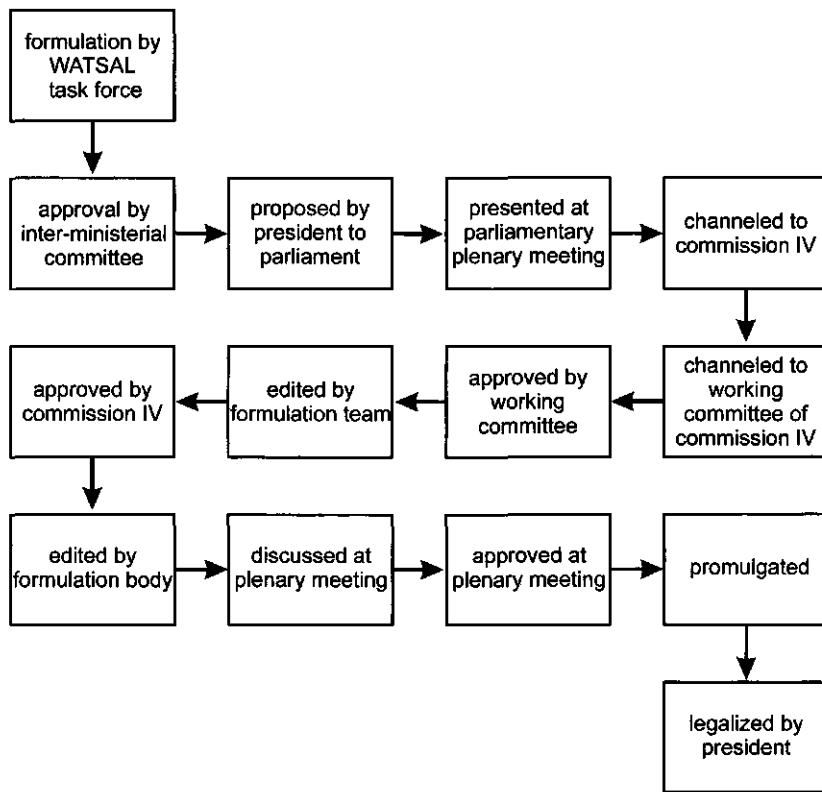 formulation by
WATSAL
task force
approval by
inter-ministerial
committee
proposed by
president to
parliament
presented at
parliamentary
plenary meeting
channeled to
commission IV
channeled to
working
committee of
commission IV
approved by
working
committee
edited by
formulation team
approved by
commission IV
edited by
formulation body
discussed at
plenary meeting
approved at
plenary meeting
promulgated
legalized by
president